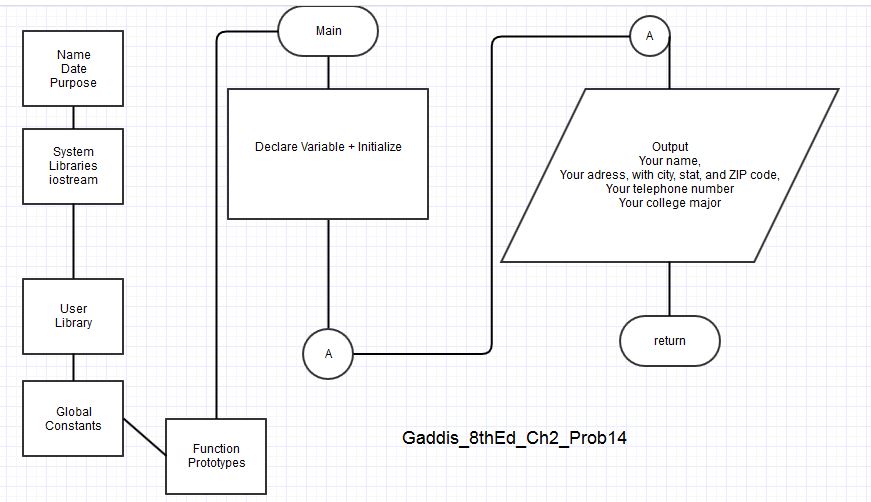 Name
Date
Purpose
System
Libraries
iostream
User
Library
Global
Constants
Function
Prototypes
Main
Declare Variable + Initialize
A
A
Output
Your name,
Your adress, with city, stat, and ZIP code,
Your telephone number
Your college major
return
Gaddis_8thEd_Ch2_Prob14